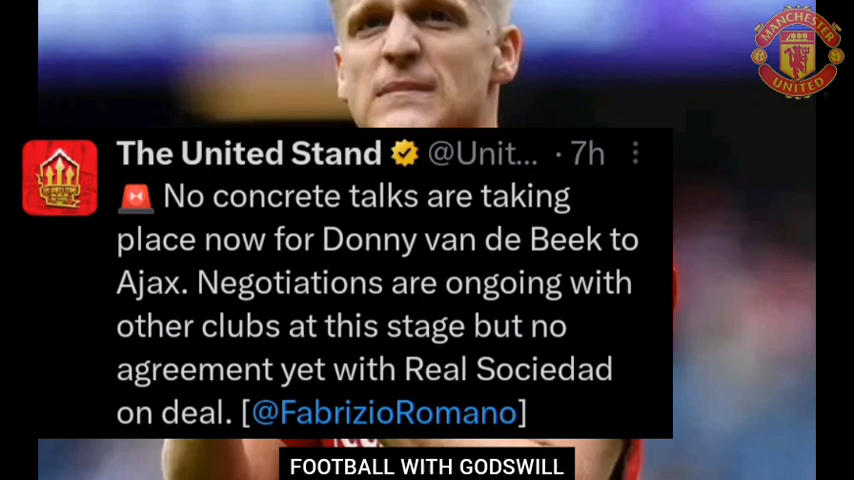 MANCHESTER
UNITED
The United Stand @Unit... · 7h
No concrete talks are taking
place now for Donny van de Beek to
Ajax. Negotiations are ongoing with
other clubs at this stage but no
agreement yet with Real Sociedad
on deal. [@FabrizioRomano]
FOOTBALL WITH GODSWILL